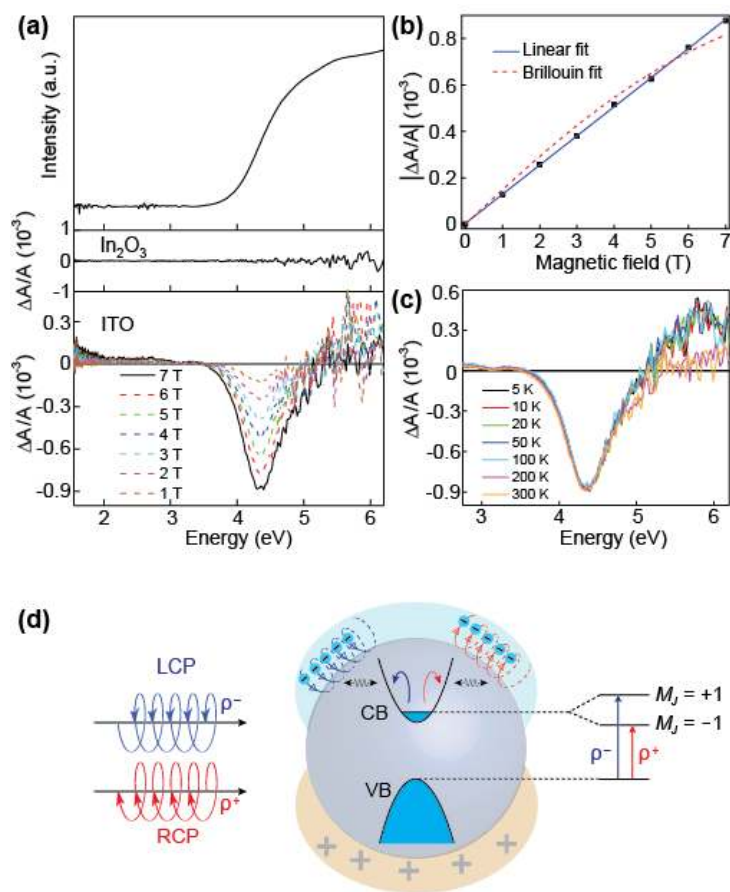 (a)
Intensity (a.u.)
1
In₂O₃
0
-1
ΔA/A (10⁻³)
ITO
0.3
0
-0.3
-0.6
-0.9
ΔA/A (10⁻³)
7 T
6 T
5 T
4 T
3 T
2 T
1 T
2 3 4 5 6
Energy (eV)
(b)
0.8
0.6
0.4
0.2
0
|ΔA/A| (10⁻³)
Linear fit
Brillouin fit
0 1 2 3 4 5 6 7
Magnetic field (T)
(c)
0.6
0.3
0
-0.3
-0.6
-0.9
ΔA/A (10⁻³)
5 K
10 K
20 K
50 K
100 K
200 K
300 K
3 4 5 6
Energy (eV)
(d)
LCP
ρ⁻
ρ⁺
RCP
CB
VB
M_J = +1
M_J = −1
ρ⁻
ρ⁺